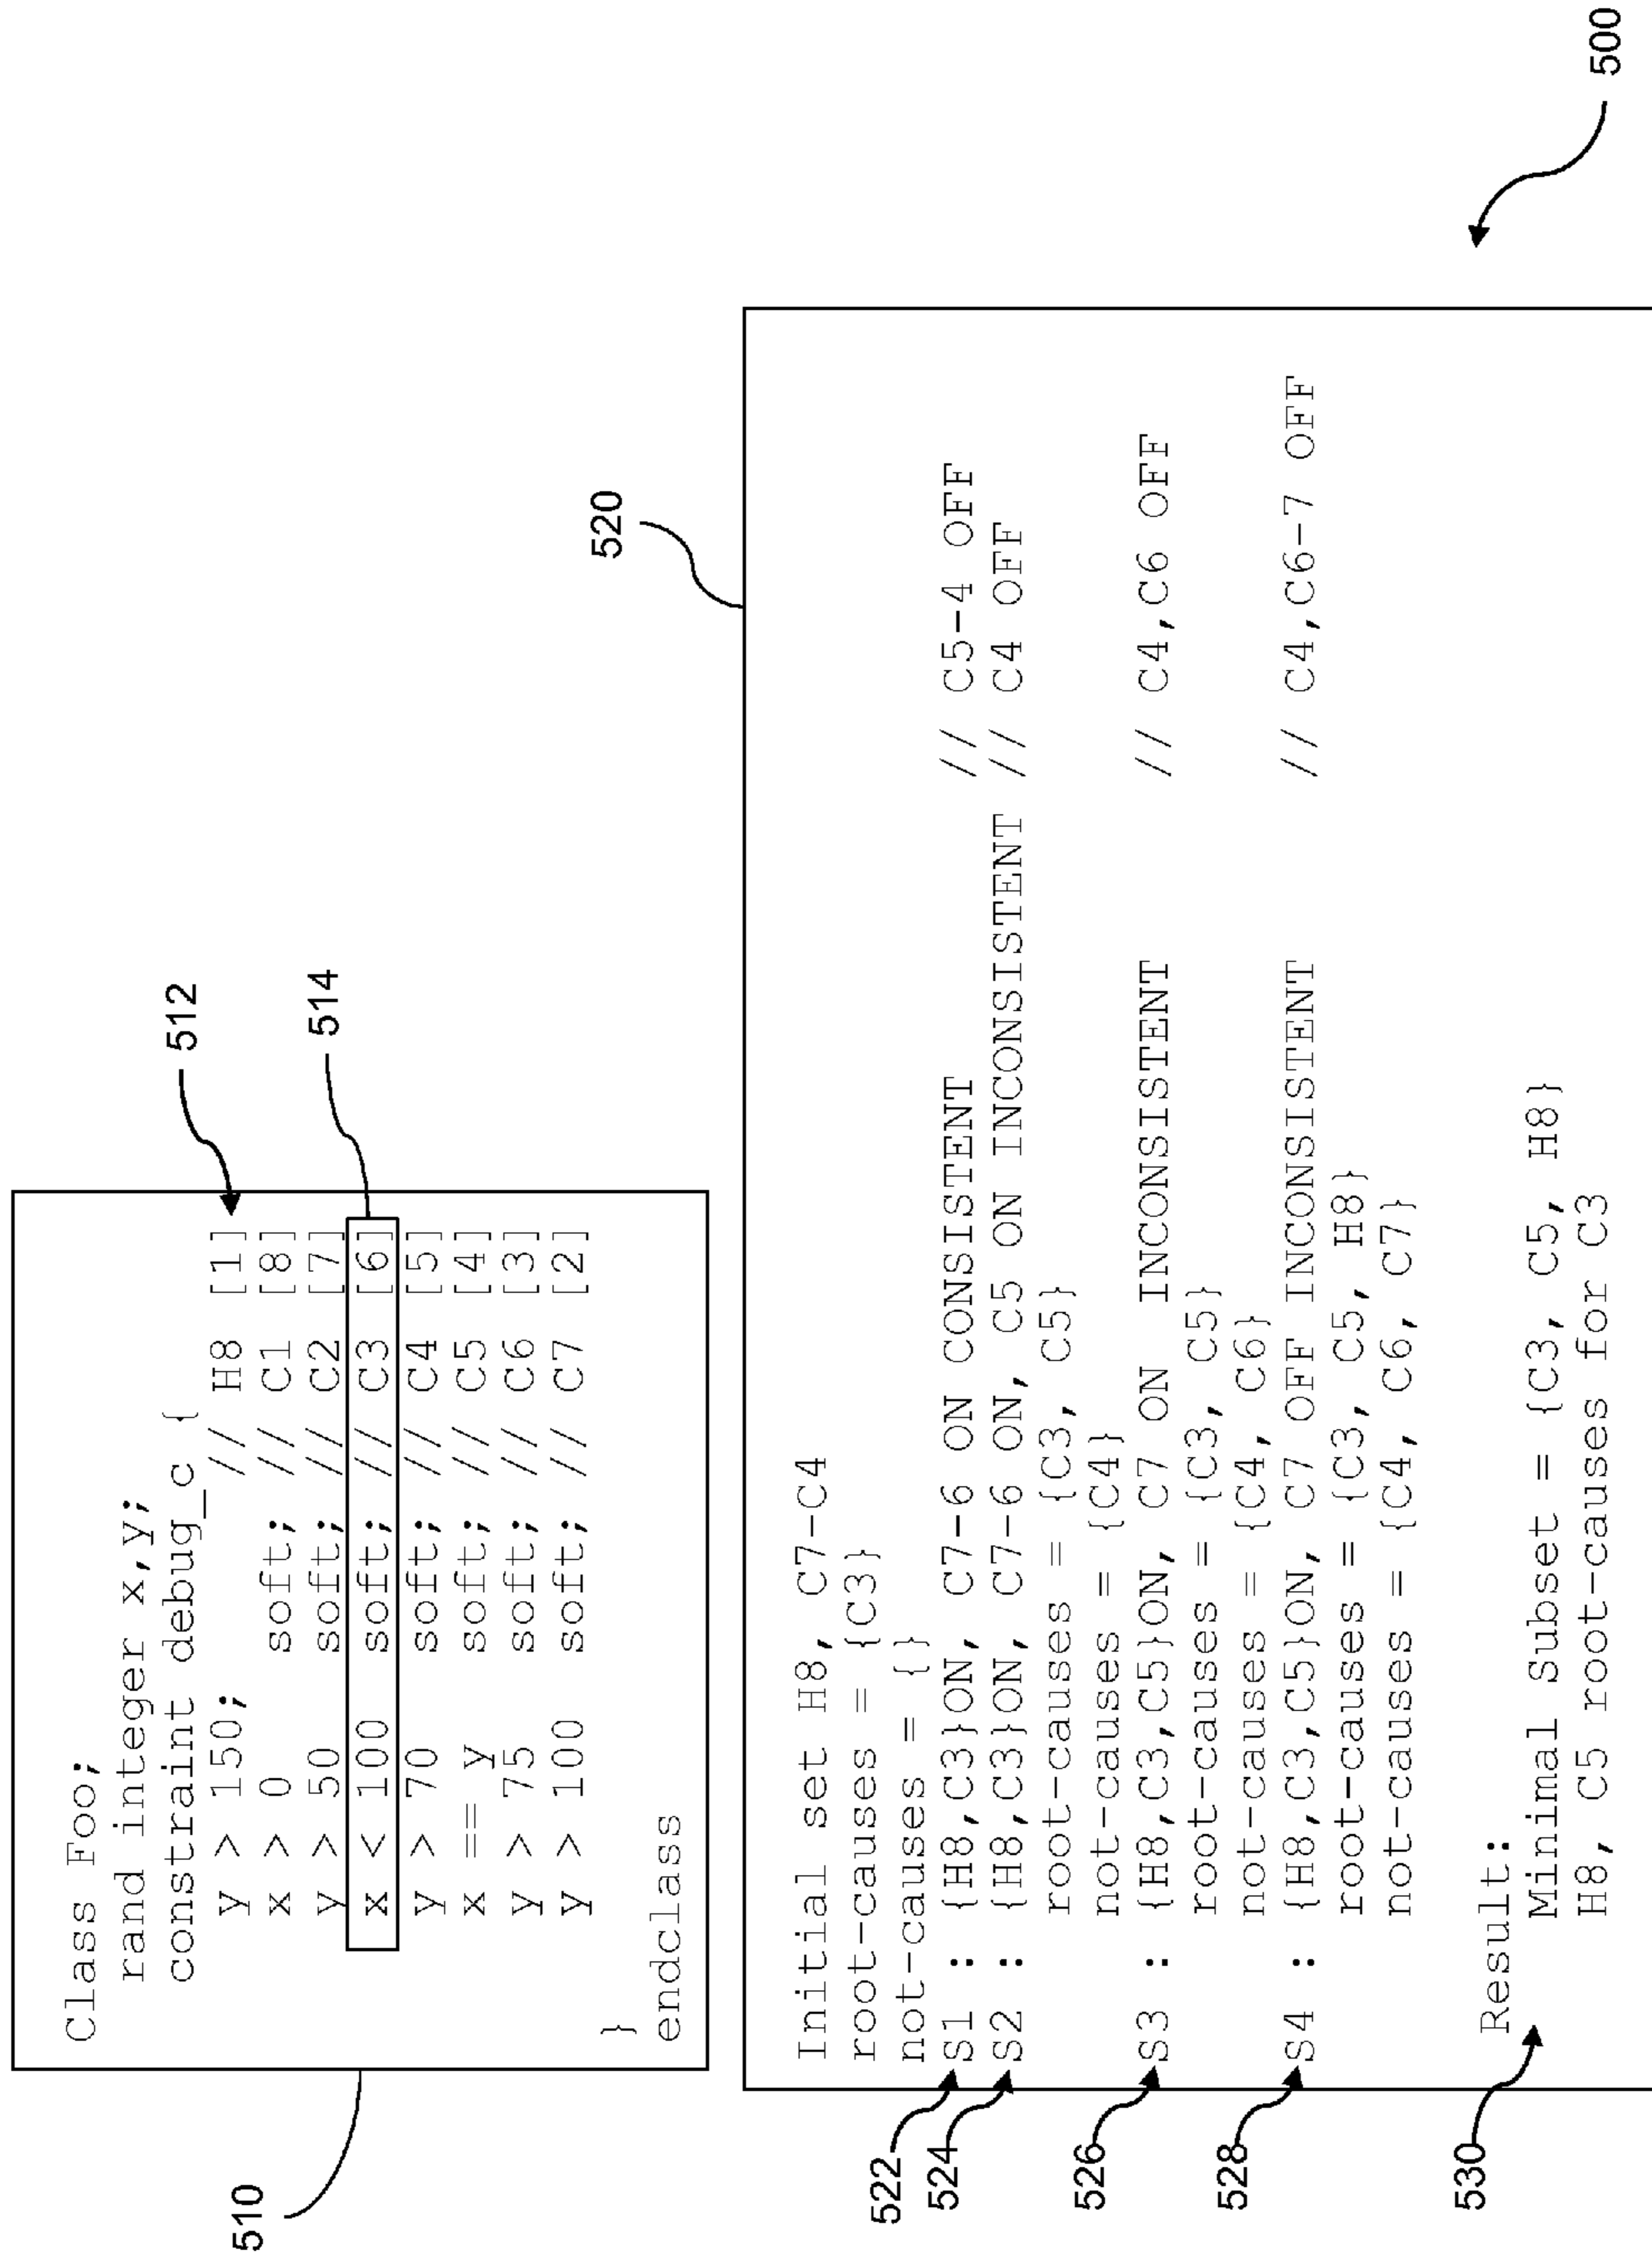 510
Class Foo;
rand integer x,y;
constraint debug_c {
y > 150; // H8 [1]
x > 0 soft; // C1 [8]
y > 50 soft; // C2 [7]
x < 100 soft; // C3 [6]
y > 70 soft; // C4 [5]
x == y soft; // C5 [4]
y > 75 soft; // C6 [3]
y > 100 soft; // C7 [2]
}
endclass
512
514
520
Initial set H8, C7-C4
root-causes = {C3}
not-causes = {}
522
S1 : {H8,C3}ON, C7-6 ON CONSISTENT // C5-4 OFF
524
S2 : {H8,C3}ON, C7-6 ON, C5 ON INCONSISTENT // C4 OFF
root-causes = {C3, C5}
not-causes = {C4}
526
S3 : {H8,C3,C5}ON, C7 ON INCONSISTENT // C4,C6 OFF
root-causes = {C3, C5}
not-causes = {C4, C6}
528
S4 : {H8,C3,C5}ON, C7 OFF INCONSISTENT // C4,C6-7 OFF
root-causes = {C3, C5, H8}
not-causes = {C4, C6, C7}
530
Result:
Minimal Subset = {C3, C5, H8}
H8, C5 root-causes for C3
500